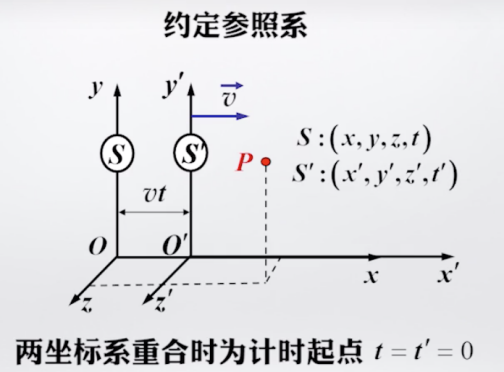 约定参照系
y y′ v⃗
S S′ S:(x,y,z,t)
P S′:(x′,y′,z′,t′)
vt
O O′
z z′ x x′
两坐标系重合时为计时起点 t = t′ = 0